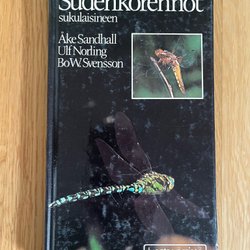 Sudenkorennot
sukulaisineen
Åke Sandhall
Ulf Norling
Bo W. Svensson